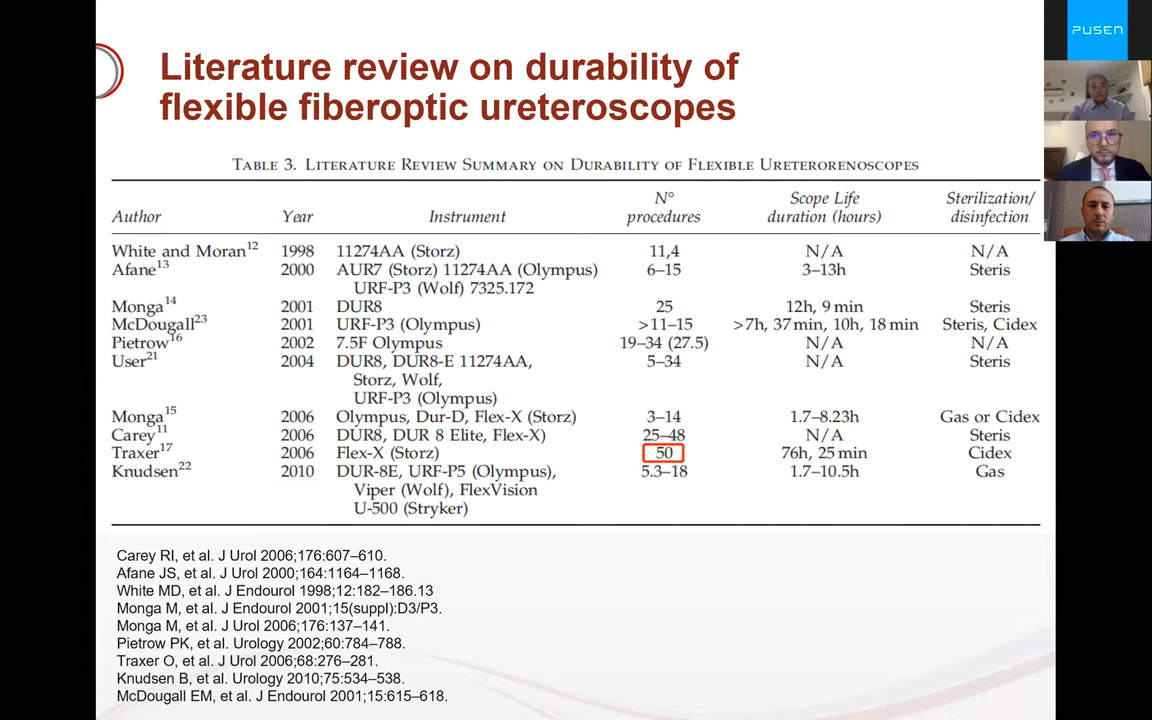 PUSEN
Literature review on durability of
flexible fiberoptic ureteroscopes
Table 3. Literature Review Summary on Durability of Flexible Ureterorenoscopes
Author Year Instrument N° procedures Scope Life duration (hours) Sterilization/ disinfection
White and Moran12 1998 11274AA (Storz) 11,4 N/A N/A
Afane13 2000 AUR7 (Storz) 11274AA (Olympus) 6–15 3–13h Steris
URF-P3 (Wolf) 7325.172
Monga14 2001 DUR8 25 12h, 9 min Steris
McDougall23 2001 URF-P3 (Olympus) >11–15 >7h, 37 min, 10h, 18 min Steris, Cidex
Pietrow16 2002 7.5F Olympus 19–34 (27.5) N/A N/A
User21 2004 DUR8, DUR8-E 11274AA, 5–34 N/A Steris
Storz, Wolf,
URF-P3 (Olympus)
Monga15 2006 Olympus, Dur-D, Flex-X (Storz) 3–14 1.7–8.23h Gas or Cidex
Carey11 2006 DUR8, DUR 8 Elite, Flex-X) 25–48 N/A Steris
Traxer17 2006 Flex-X (Storz) 50 76h, 25 min Cidex
Knudsen22 2010 DUR-8E, URF-P5 (Olympus), 5.3–18 1.7–10.5h Gas
Viper (Wolf), FlexVision
U-500 (Stryker)
Carey RI, et al. J Urol 2006;176:607–610.
Afane JS, et al. J Urol 2000;164:1164–1168.
White MD, et al. J Endourol 1998;12:182–186.13
Monga M, et al. J Endourol 2001;15(suppl):D3/P3.
Monga M, et al. J Urol 2006;176:137–141.
Pietrow PK, et al. Urology 2002;60:784–788.
Traxer O, et al. J Urol 2006;68:276–281.
Knudsen B, et al. Urology 2010;75:534–538.
McDougall EM, et al. J Endourol 2001;15:615–618.